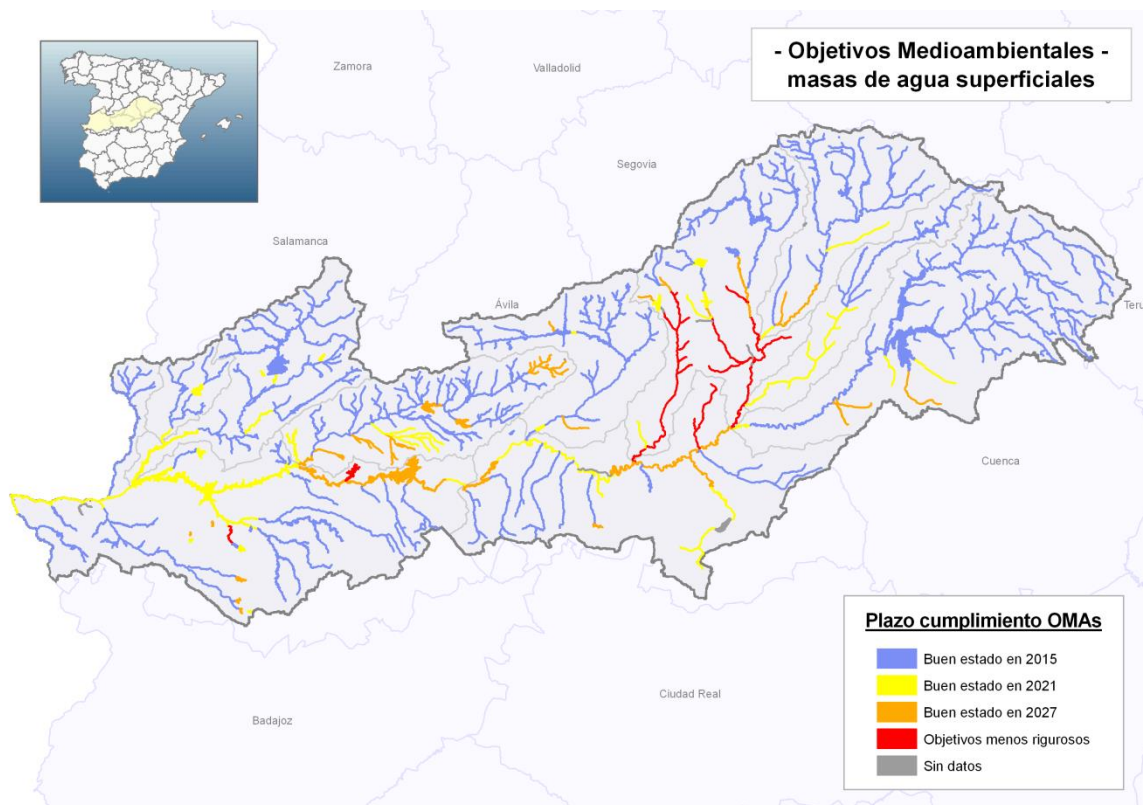 - Objetivos Medioambientales -
masas de agua superficiales
Zamora
Valladolid
Segovia
Salamanca
Ávila
Teru
Cuenca
Ciudad Real
Badajoz
Plazo cumplimiento OMAs
Buen estado en 2015
Buen estado en 2021
Buen estado en 2027
Objetivos menos rigurosos
Sin datos